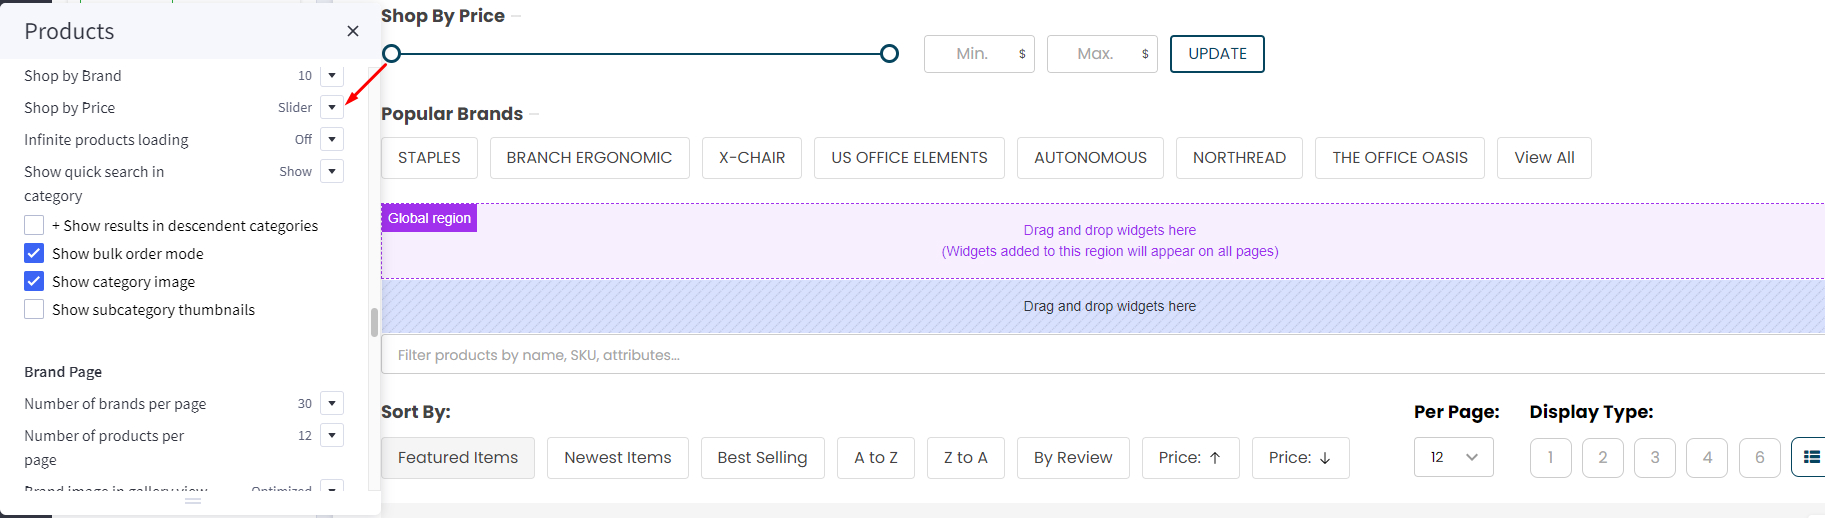 Products
Shop by Brand 10
Shop by Price Slider
Infinite products loading Off
Show quick search in Show
category
+ Show results in descendent categories
Show bulk order mode
Show category image
Show subcategory thumbnails
Brand Page
Number of brands per page 30
Number of products per 12
page
Brand image in gallery view Optimized
Shop By Price
Min. $ Max. $ UPDATE
Popular Brands
STAPLES BRANCH ERGONOMIC X-CHAIR US OFFICE ELEMENTS AUTONOMOUS NORTHREAD THE OFFICE OASIS View All
Global region
Drag and drop widgets here
(Widgets added to this region will appear on all pages)
Drag and drop widgets here
Filter products by name, SKU, attributes...
Sort By: Per Page: Display Type:
Featured Items Newest Items Best Selling A to Z Z to A By Review Price: ↑ Price: ↓ 12 1 2 3 4 6